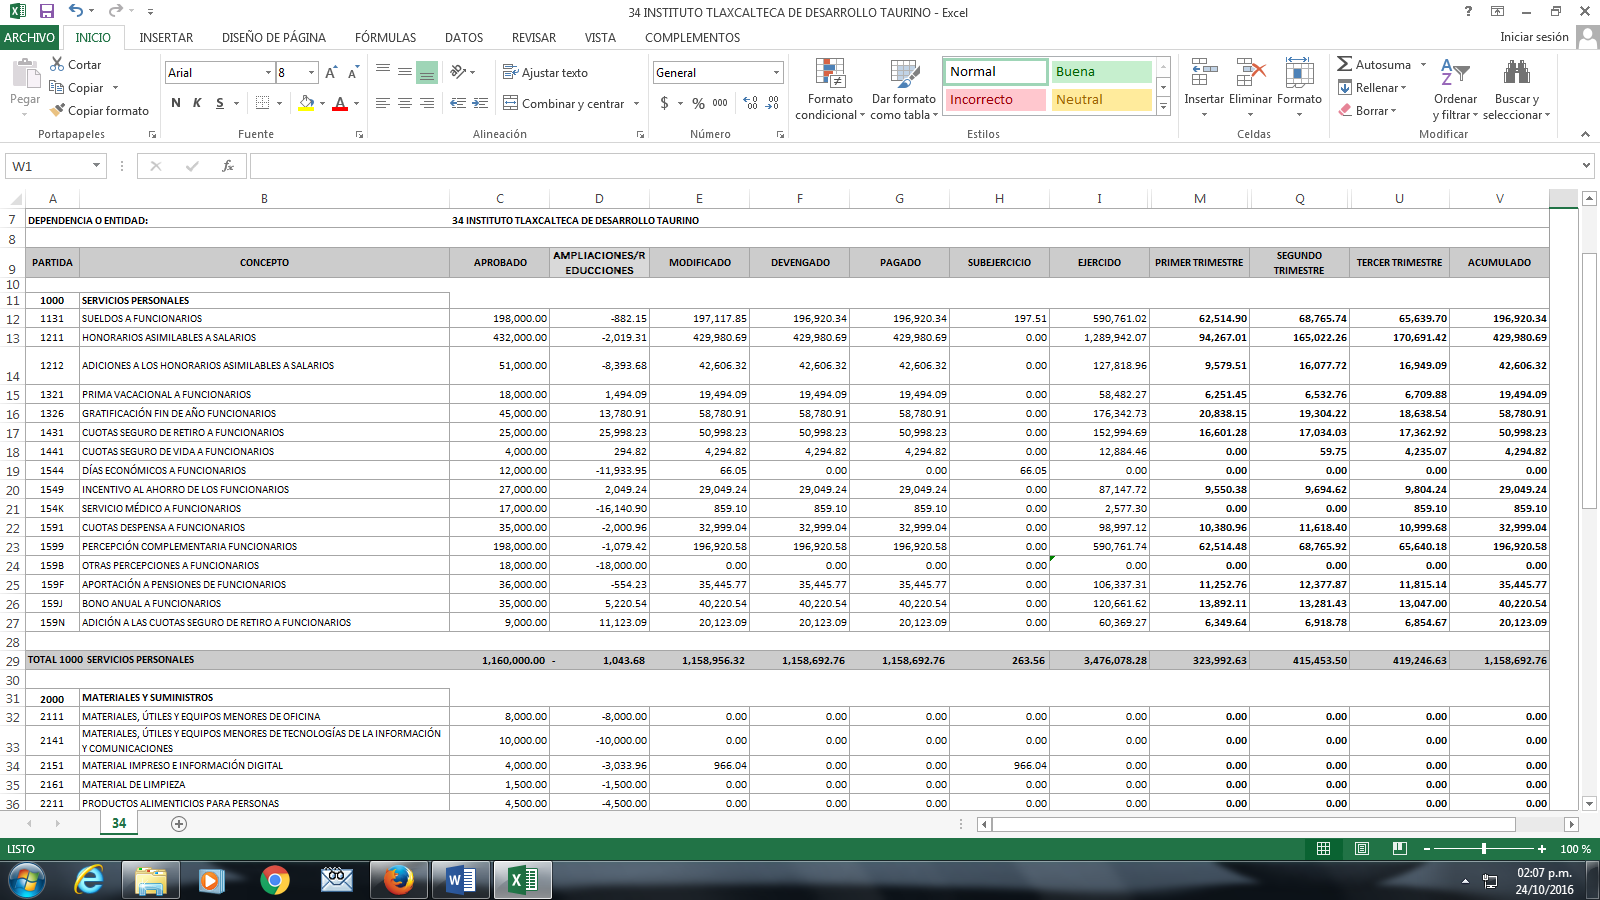 34 INSTITUTO TLAXCALTECA DE DESARROLLO TAURINO - Excel
ARCHIVO INICIO INSERTAR DISEÑO DE PÁGINA FÓRMULAS DATOS REVISAR VISTA COMPLEMENTOS Iniciar sesión
Pegar Cortar Copiar Copiar formato Portapapeles
Arial 8 N K S Fuente
Ajustar texto Combinar y centrar Alineación
General $ % 000 Número
Formato condicional Dar formato como tabla Normal Buena Incorrecto Neutral Estilos
Insertar Eliminar Formato Celdas
Autosuma Rellenar Borrar Ordenar y filtrar Buscar y seleccionar Modificar
W1 fx
A B C D E F G H I M Q U V
7 DEPENDENCIA O ENTIDAD: 34 INSTITUTO TLAXCALTECA DE DESARROLLO TAURINO
8
9 PARTIDA CONCEPTO APROBADO AMPLIACIONES/REDUCCIONES MODIFICADO DEVENGADO PAGADO SUBEJERCICIO EJERCIDO PRIMER TRIMESTRE SEGUNDO TRIMESTRE TERCER TRIMESTRE ACUMULADO
10
11 1000 SERVICIOS PERSONALES
12 1131 SUELDOS A FUNCIONARIOS 198,000.00 -882.15 197,117.85 196,920.34 196,920.34 197.51 590,761.02 62,514.90 68,765.74 65,639.70 196,920.34
13 1211 HONORARIOS ASIMILABLES A SALARIOS 432,000.00 -2,019.31 429,980.69 429,980.69 429,980.69 0.00 1,289,942.07 94,267.01 165,022.26 170,691.42 429,980.69
14 1212 ADICIONES A LOS HONORARIOS ASIMILABLES A SALARIOS 51,000.00 -8,393.68 42,606.32 42,606.32 42,606.32 0.00 127,818.96 9,579.51 16,077.72 16,949.09 42,606.32
15 1321 PRIMA VACACIONAL A FUNCIONARIOS 18,000.00 1,494.09 19,494.09 19,494.09 19,494.09 0.00 58,482.27 6,251.45 6,532.76 6,709.88 19,494.09
16 1326 GRATIFICACIÓN FIN DE AÑO FUNCIONARIOS 45,000.00 13,780.91 58,780.91 58,780.91 58,780.91 0.00 176,342.73 20,838.15 19,304.22 18,638.54 58,780.91
17 1431 CUOTAS SEGURO DE RETIRO A FUNCIONARIOS 25,000.00 25,998.23 50,998.23 50,998.23 50,998.23 0.00 152,994.69 16,601.28 17,034.03 17,362.92 50,998.23
18 1441 CUOTAS SEGURO DE VIDA A FUNCIONARIOS 4,000.00 294.82 4,294.82 4,294.82 4,294.82 0.00 12,884.46 0.00 59.75 4,235.07 4,294.82
19 1544 DÍAS ECONÓMICOS A FUNCIONARIOS 12,000.00 -11,933.95 66.05 0.00 0.00 66.05 0.00 0.00 0.00 0.00 0.00
20 1549 INCENTIVO AL AHORRO DE LOS FUNCIONARIOS 27,000.00 2,049.24 29,049.24 29,049.24 29,049.24 0.00 87,147.72 9,550.38 9,694.62 9,804.24 29,049.24
21 154K SERVICIO MÉDICO A FUNCIONARIOS 17,000.00 -16,140.90 859.10 859.10 859.10 0.00 2,577.30 0.00 0.00 859.10 859.10
22 1591 CUOTAS DESPENSA A FUNCIONARIOS 35,000.00 -2,000.96 32,999.04 32,999.04 32,999.04 0.00 98,997.12 10,380.96 11,618.40 10,999.68 32,999.04
23 1599 PERCEPCIÓN COMPLEMENTARIA FUNCIONARIOS 198,000.00 -1,079.42 196,920.58 196,920.58 196,920.58 0.00 590,761.74 62,514.48 68,765.92 65,640.18 196,920.58
24 159B OTRAS PERCEPCIONES A FUNCIONARIOS 18,000.00 -18,000.00 0.00 0.00 0.00 0.00 0.00 0.00 0.00 0.00 0.00
25 159F APORTACIÓN A PENSIONES DE FUNCIONARIOS 36,000.00 -554.23 35,445.77 35,445.77 35,445.77 0.00 106,337.31 11,252.76 12,377.87 11,815.14 35,445.77
26 159J BONO ANUAL A FUNCIONARIOS 35,000.00 5,220.54 40,220.54 40,220.54 40,220.54 0.00 120,661.62 13,892.11 13,281.43 13,047.00 40,220.54
27 159N ADICIÓN A LAS CUOTAS SEGURO DE RETIRO A FUNCIONARIOS 9,000.00 11,123.09 20,123.09 20,123.09 20,123.09 0.00 60,369.27 6,349.64 6,918.78 6,854.67 20,123.09
28
29 TOTAL 1000 SERVICIOS PERSONALES 1,160,000.00 - 1,043.68 1,158,956.32 1,158,692.76 1,158,692.76 263.56 3,476,078.28 323,992.63 415,453.50 419,246.63 1,158,692.76
30
31 2000 MATERIALES Y SUMINISTROS
32 2111 MATERIALES, ÚTILES Y EQUIPOS MENORES DE OFICINA 8,000.00 -8,000.00 0.00 0.00 0.00 0.00 0.00 0.00 0.00 0.00 0.00
33 2141 MATERIALES, ÚTILES Y EQUIPOS MENORES DE TECNOLOGÍAS DE LA INFORMACIÓN Y COMUNICACIONES 10,000.00 -10,000.00 0.00 0.00 0.00 0.00 0.00 0.00 0.00 0.00 0.00
34 2151 MATERIAL IMPRESO E INFORMACIÓN DIGITAL 4,000.00 -3,033.96 966.04 0.00 0.00 966.04 0.00 0.00 0.00 0.00 0.00
35 2161 MATERIAL DE LIMPIEZA 1,500.00 -1,500.00 0.00 0.00 0.00 0.00 0.00 0.00 0.00 0.00 0.00
36 2211 PRODUCTOS ALIMENTICIOS PARA PERSONAS 4,500.00 -4,500.00 0.00 0.00 0.00 0.00 0.00 0.00 0.00 0.00 0.00
34
LISTO 100 %
02:07 p.m.
24/10/2016